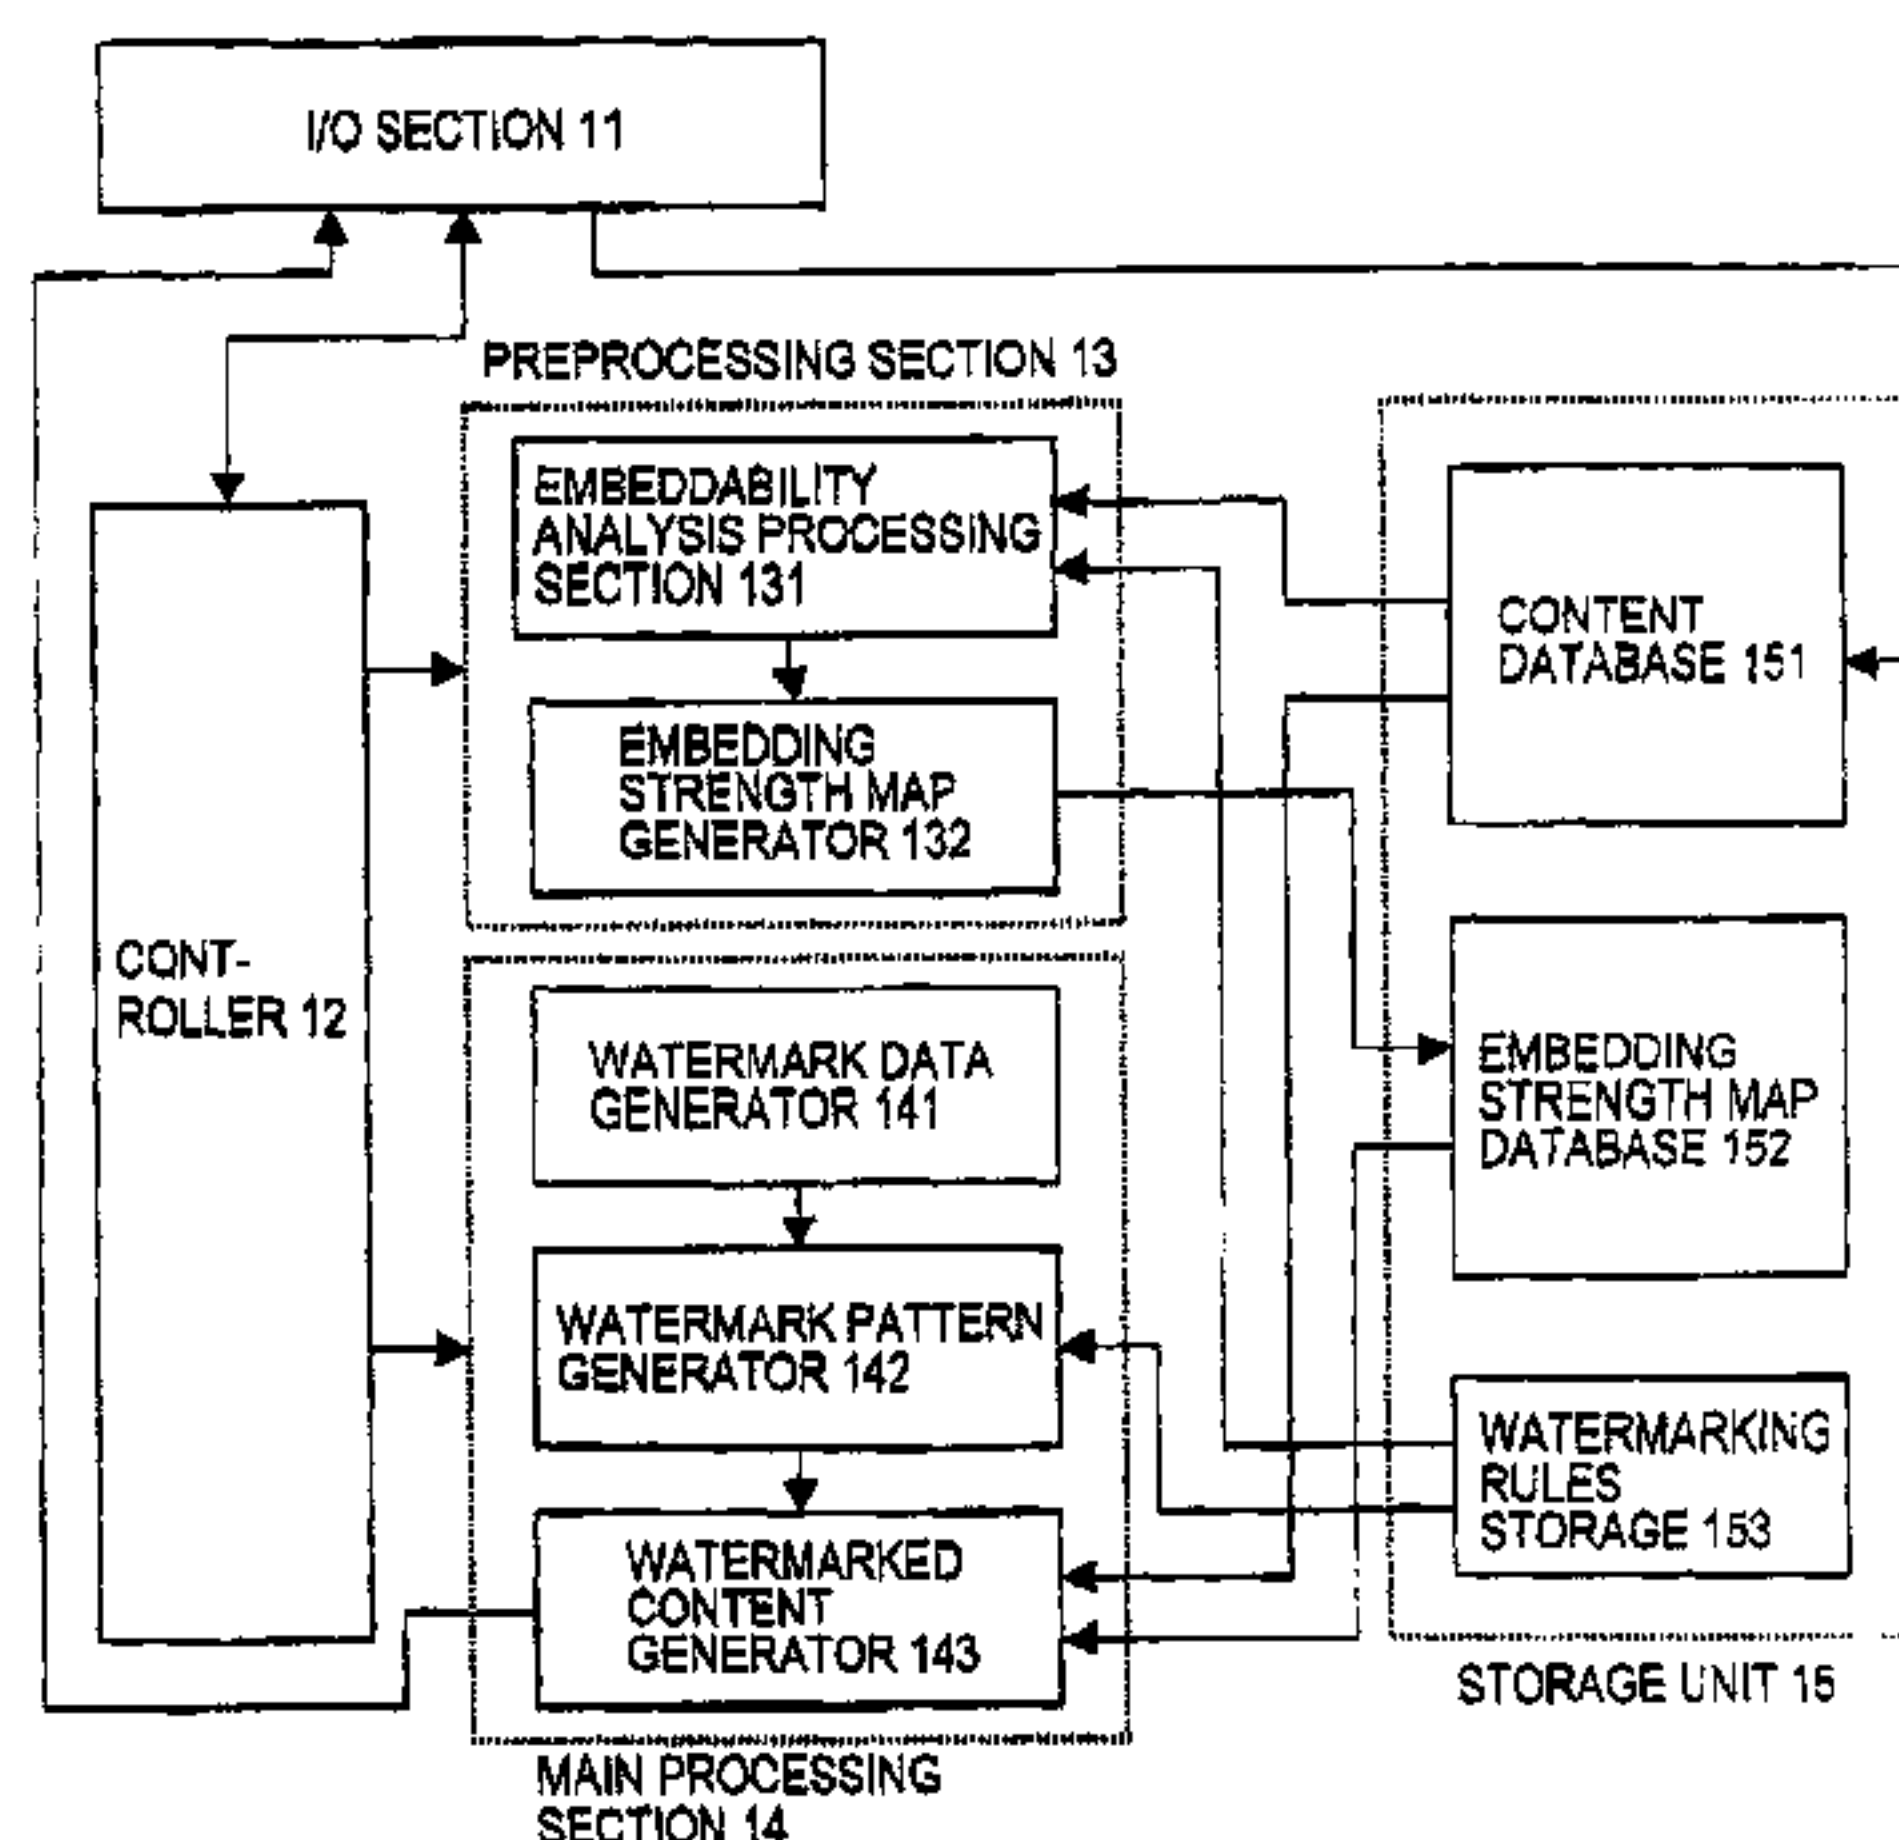 I/O SECTION 11
PREPROCESSING SECTION 13
EMBEDDABILITY
ANALYSIS PROCESSING
SECTION 131
EMBEDDING
STRENGTH MAP
GENERATOR 132
CONT-
ROLLER 12
WATERMARK DATA
GENERATOR 141
WATERMARK PATTERN
GENERATOR 142
WATERMARKED
CONTENT
GENERATOR 143
MAIN PROCESSING
SECTION 14
CONTENT
DATABASE 151
EMBEDDING
STRENGTH MAP
DATABASE 152
WATERMARKING
RULES
STORAGE 153
STORAGE UNIT 15